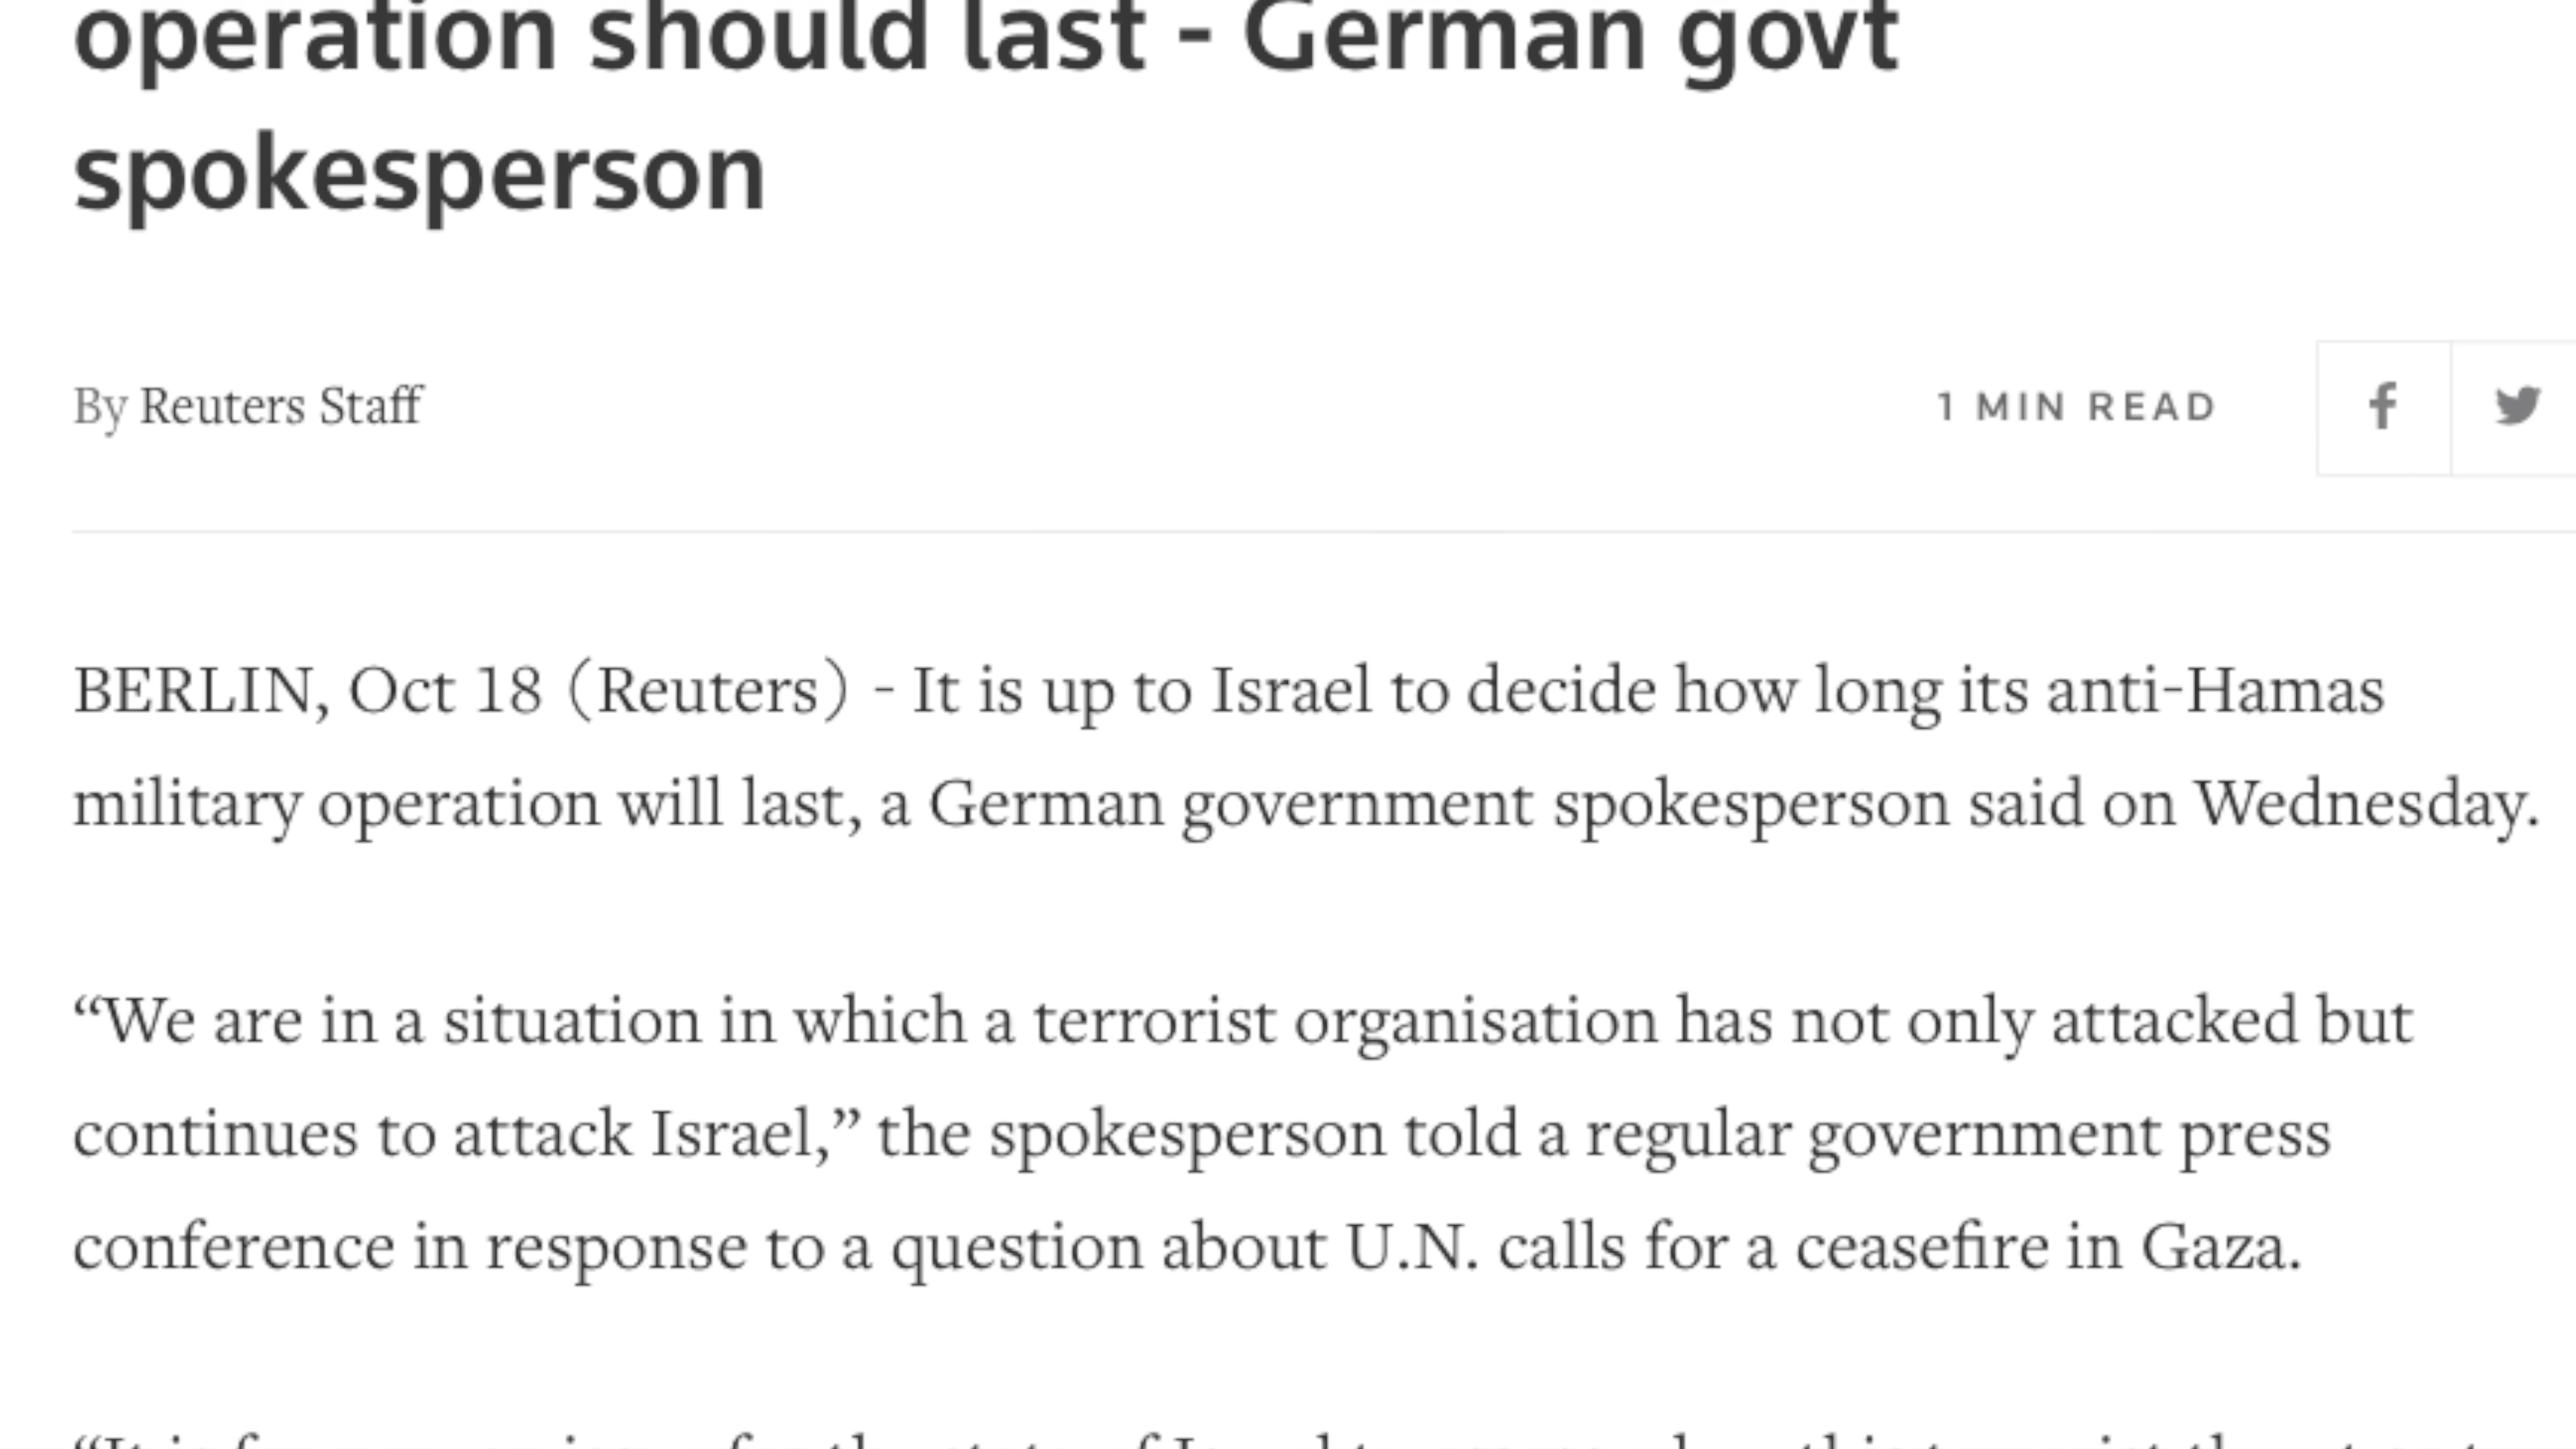 operation should last - German govt
spokesperson
By Reuters Staff
1 MIN READ
BERLIN, Oct 18 (Reuters) - It is up to Israel to decide how long its anti-Hamas
military operation will last, a German government spokesperson said on Wednesday.
“We are in a situation in which a terrorist organisation has not only attacked but
continues to attack Israel,” the spokesperson told a regular government press
conference in response to a question about U.N. calls for a ceasefire in Gaza.